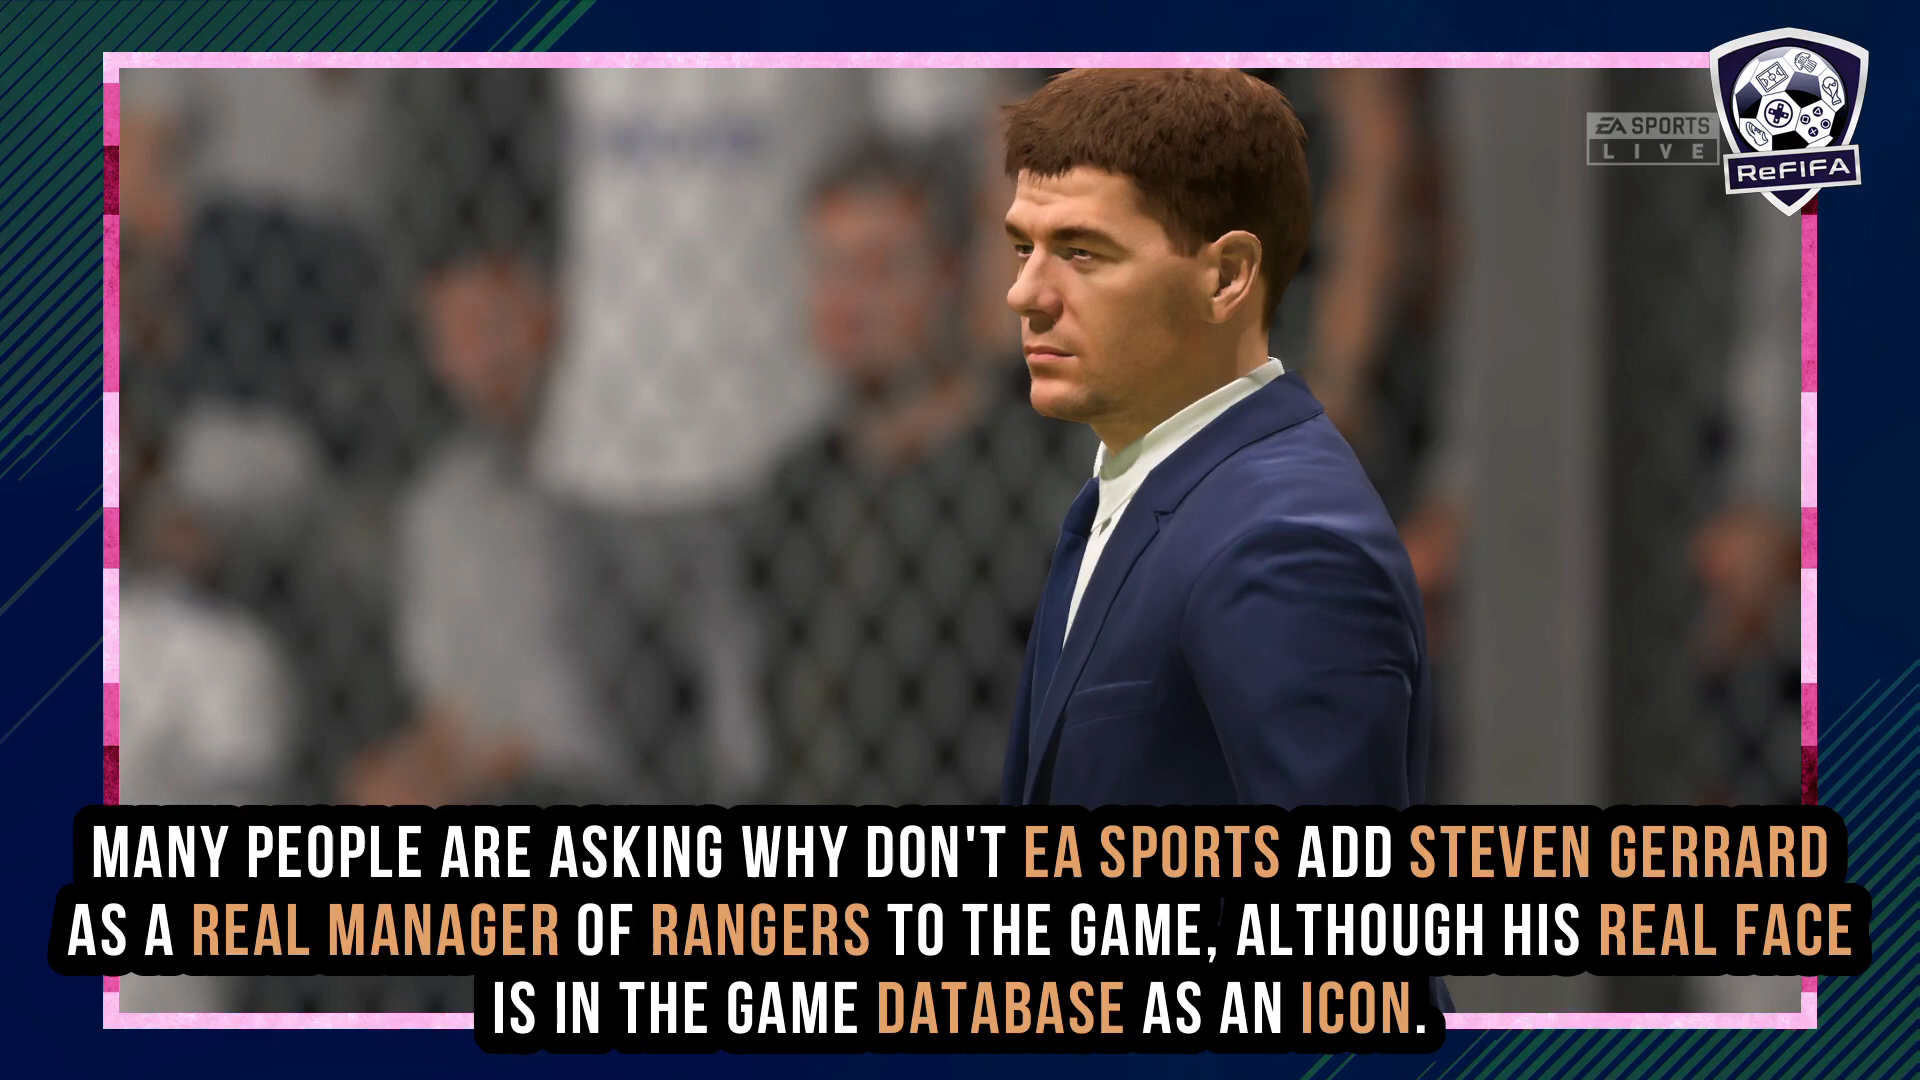 EA SPORTS
LIVE
ReFIFA
MANY PEOPLE ARE ASKING WHY DON'T EA SPORTS ADD STEVEN GERRARD
AS A REAL MANAGER OF RANGERS TO THE GAME, ALTHOUGH HIS REAL FACE
IS IN THE GAME DATABASE AS AN ICON.